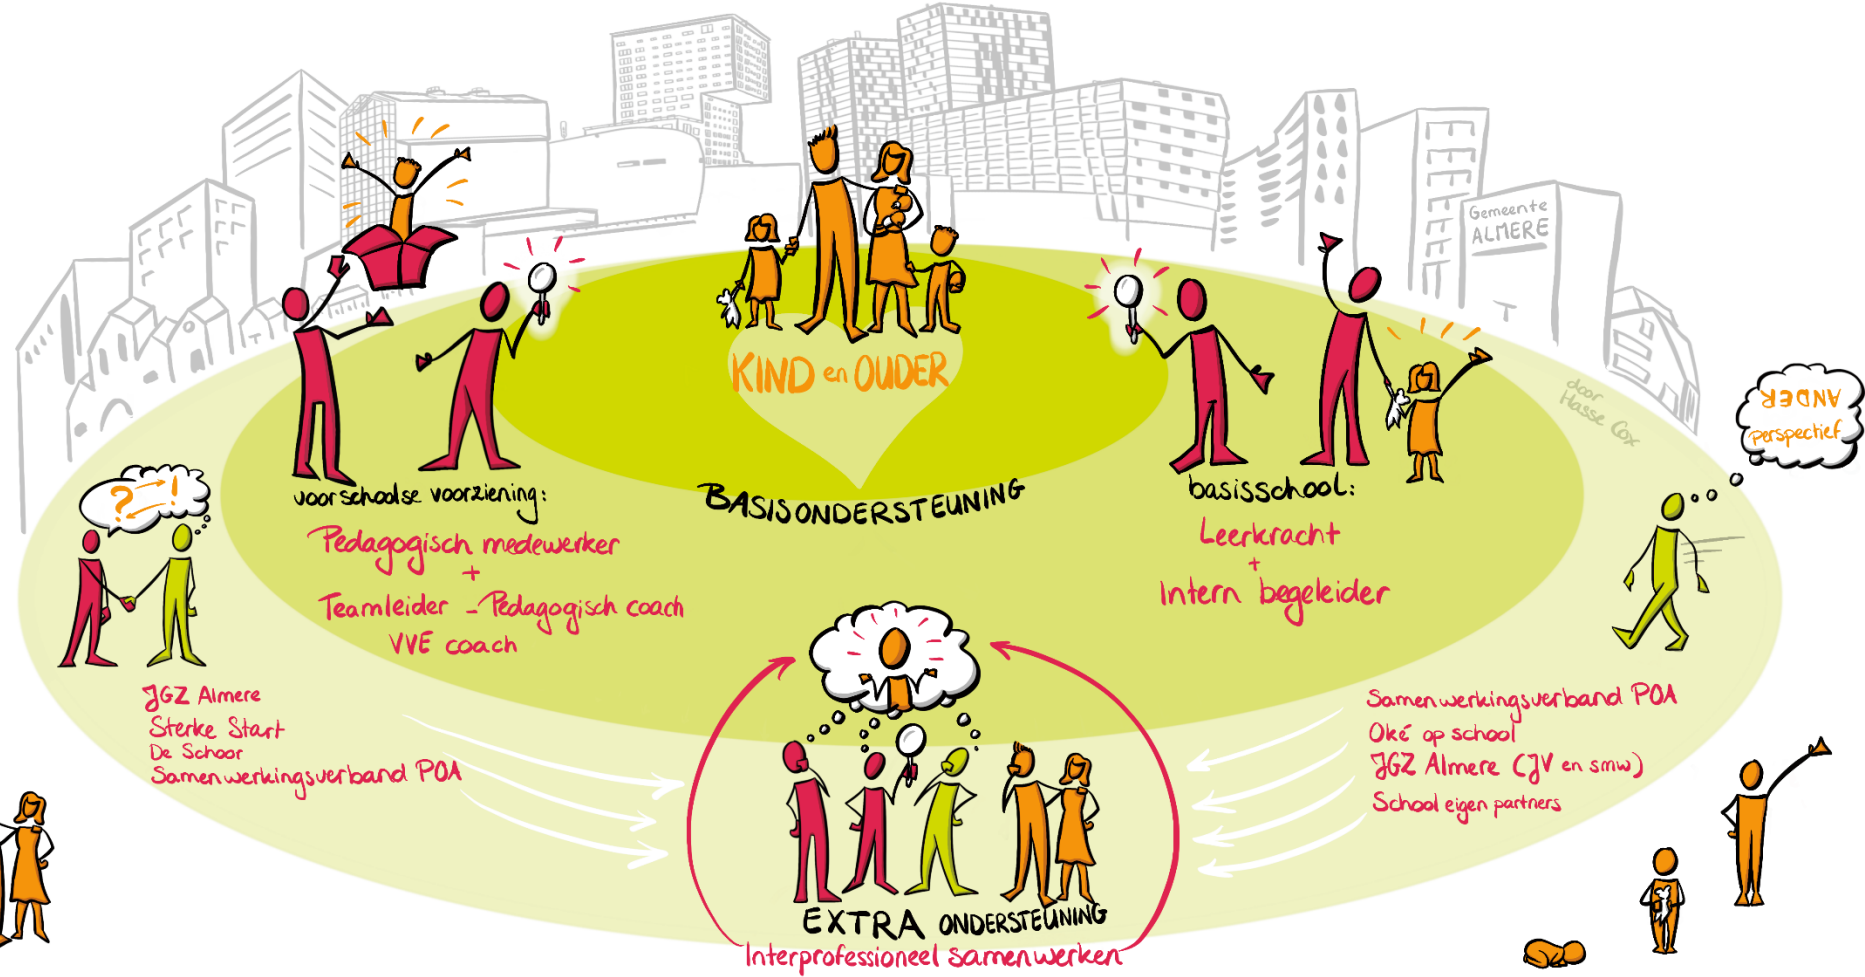 Gemeente
ALMERE
KIND en OUDER
door
Hasse Cox
ANDER
perspectief
? !
voorschoolse voorziening:
Pedagogisch medewerker
+
Teamleider - Pedagogisch coach
VVE coach
BASISONDERSTEUNING
basisschool:
Leerkracht
+
Intern begeleider
JGZ Almere
Sterke Start
De Schoor
Samenwerkingsverband POA
Samenwerkingsverband POA
Oké op school
JGZ Almere (JV en smw)
School eigen partners
EXTRA ONDERSTEUNING
Interprofessioneel samenwerken